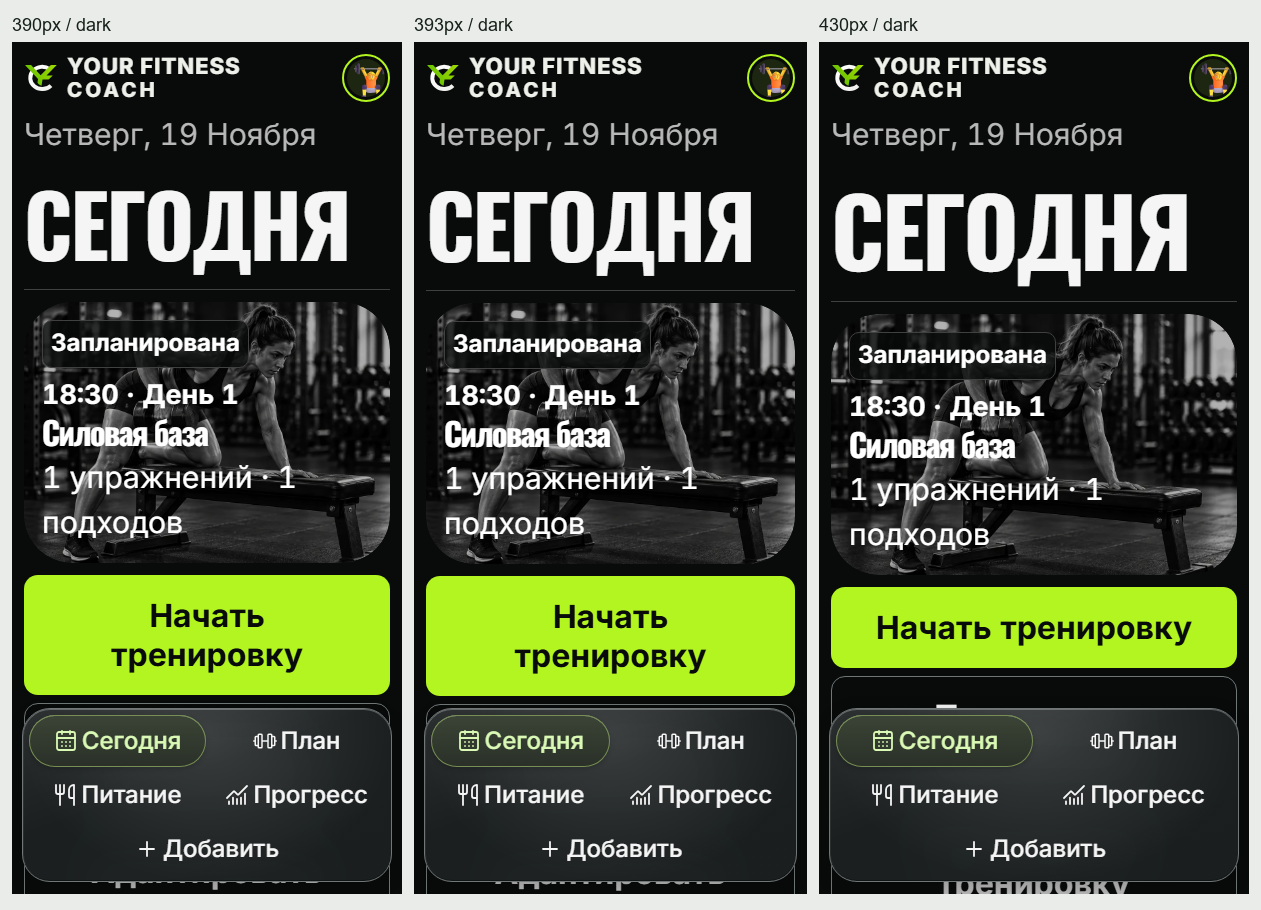 390px / dark
YOUR FITNESS
COACH
Четверг, 19 Ноября
СЕГОДНЯ
Запланирована
18:30 · День 1
Силовая база
1 упражнений · 1
подходов
Начать
тренировку
Сегодня
План
Питание
Прогресс
+ Добавить
393px / dark
YOUR FITNESS
COACH
Четверг, 19 Ноября
СЕГОДНЯ
Запланирована
18:30 · День 1
Силовая база
1 упражнений · 1
подходов
Начать
тренировку
Сегодня
План
Питание
Прогресс
+ Добавить
430px / dark
YOUR FITNESS
COACH
Четверг, 19 Ноября
СЕГОДНЯ
Запланирована
18:30 · День 1
Силовая база
1 упражнений · 1
подходов
Начать тренировку
Сегодня
План
Питание
Прогресс
+ Добавить
тренировку